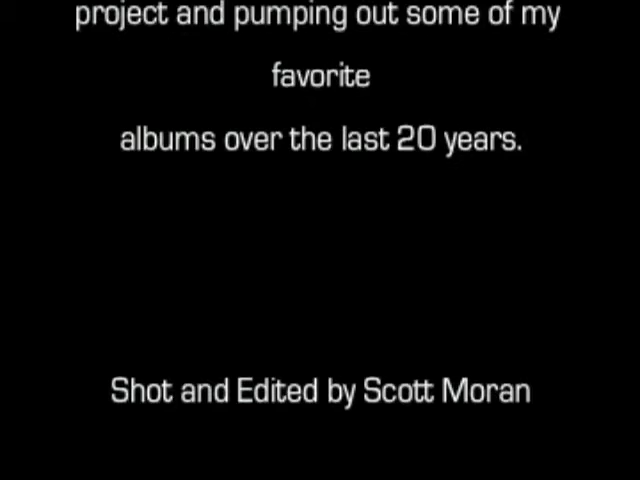 project and pumping out some of my
favorite
albums over the last 20 years.
Shot and Edited by Scott Moran